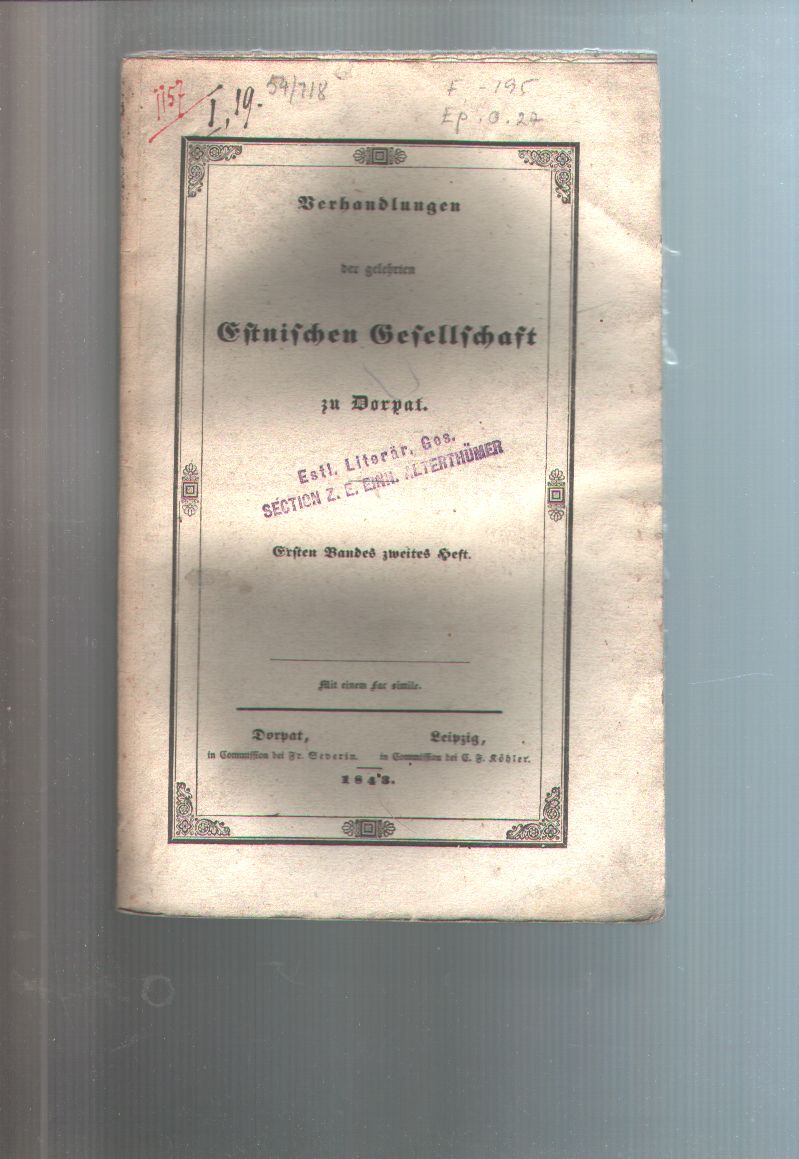 1157
I, 19.
54/718
F - 195
Ep. 0. 27
Verhandlungen
der gelehrten
Eſtniſchen Geſellſchaft
zu Dorpat.
Estl. Literär. Ges.
SECTION Z. E. EINH. ALTERTHÜMER
Erſten Bandes zweites Heft.
Mit einem Fac simile.
Dorpat,
in Commiſſion bei Fr. Severin.
Leipzig,
in Commiſſion bei C. F. Köhler.
1843.